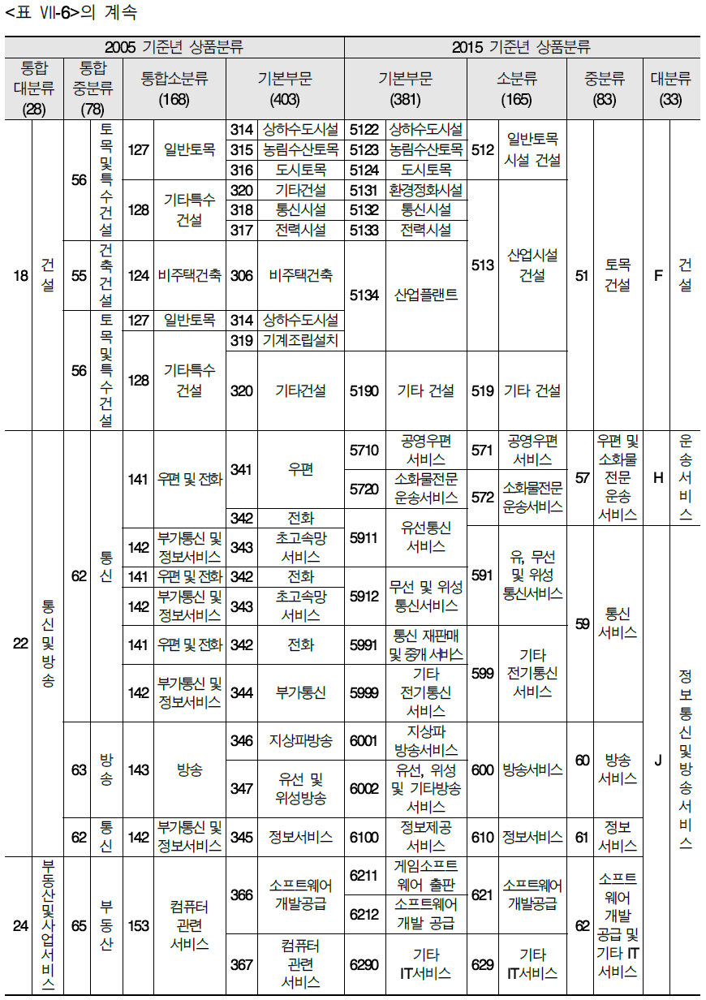 <표 Ⅶ-6>의 계속
2005 기준년 상품분류 2015 기준년 상품분류
통합 대분류 (28) 통합 중분류 (78) 통합소분류 (168) 기본부문 (403) 기본부문 (381) 소분류 (165) 중분류 (83) 대분류 (33)
18 건설 56 토목및특수건설 127 일반토목 314 상하수도시설 5122 상하수도시설 512 일반토목 시설 건설 51 토목 건설 F 건설
315 농림수산토목 5123 농림수산토목
316 도시토목 5124 도시토목
128 기타특수 건설 320 기타건설 5131 환경정화시설 513 산업시설 건설
318 통신시설 5132 통신시설
317 전력시설 5133 전력시설
55 건축건설 124 비주택건축 306 비주택건축 5134 산업플랜트
56 토목및특수건설 127 일반토목 314 상하수도시설
128 기타특수 건설 319 기계조립설치
320 기타건설 5190 기타 건설 519 기타 건설
22 통신및방송 62 통신 141 우편 및 전화 341 우편 5710 공영우편 서비스 571 공영우편 서비스 57 우편 및 소화물 전문 운송 서비스 H 운송서비스
5720 소화물전문 운송서비스 572 소화물전문 운송서비스
342 전화 5911 유선통신 서비스
142 부가통신 및 정보서비스 343 초고속망 서비스 591 유, 무선 및 위성 통신서비스 59 통신 서비스 J 정보통신및방송서비스
141 우편 및 전화 342 전화 5912 무선 및 위성 통신서비스
142 부가통신 및 정보서비스 343 초고속망 서비스
141 우편 및 전화 342 전화 5991 통신 재판매 및 중개 서비스 599 기타 전기통신 서비스
142 부가통신 및 정보서비스 344 부가통신 5999 기타 전기통신 서비스
63 방송 143 방송 346 지상파방송 6001 지상파 방송서비스 600 방송서비스 60 방송 서비스
347 유선 및 위성방송 6002 유선, 위성 및 기타방송 서비스
62 통신 142 부가통신 및 정보서비스 345 정보서비스 6100 정보제공 서비스 610 정보서비스 61 정보 서비스
24 부동산및사업서비스 65 부동산 153 컴퓨터 관련 서비스 366 소프트웨어 개발공급 6211 게임소프트 웨어 출판 621 소프트웨어 개발공급 62 소프트 웨어 개발 공급 및 기타 IT 서비스
6212 소프트웨어 개발 공급
367 컴퓨터 관련 서비스 6290 기타 IT서비스 629 기타 IT서비스